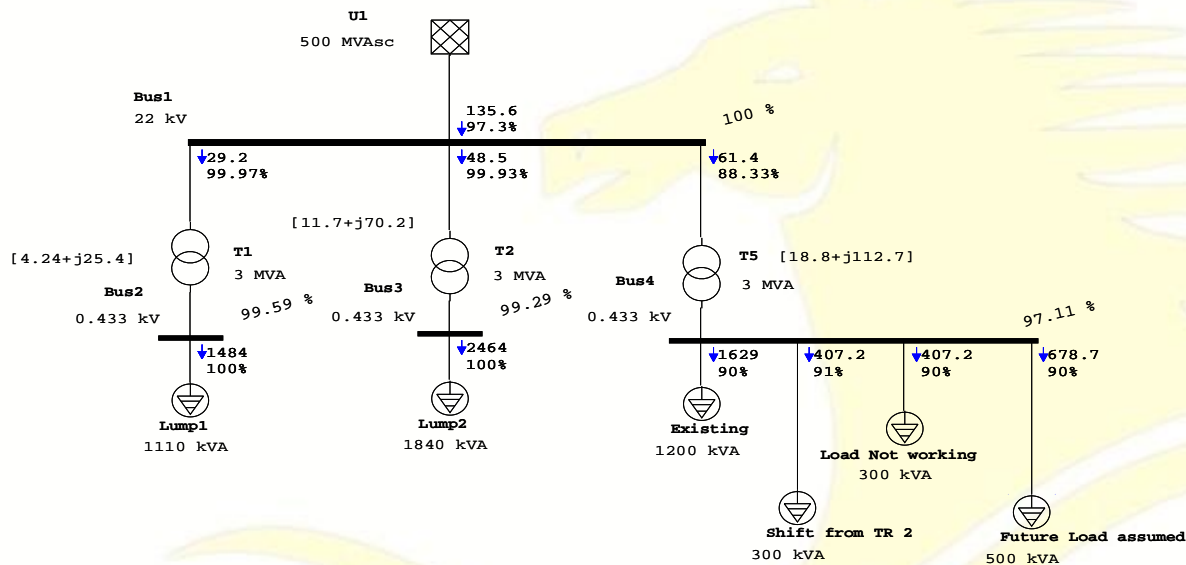 U1
500 MVAsc
Bus1
22 kV
135.6
97.3%
100 %
29.2
99.97%
48.5
99.93%
61.4
88.33%
[4.24+j25.4]
T1
3 MVA
[11.7+j70.2]
T2
3 MVA
T5 [18.8+j112.7]
3 MVA
Bus2
0.433 kV
99.59 %
Bus3
0.433 kV
99.29 %
Bus4
0.433 kV
97.11 %
1484
100%
2464
100%
1629
90%
407.2
91%
407.2
90%
678.7
90%
Lump1
1110 kVA
Lump2
1840 kVA
Existing
1200 kVA
Load Not working
300 kVA
Shift from TR 2
300 kVA
Future Load assumed
500 kVA